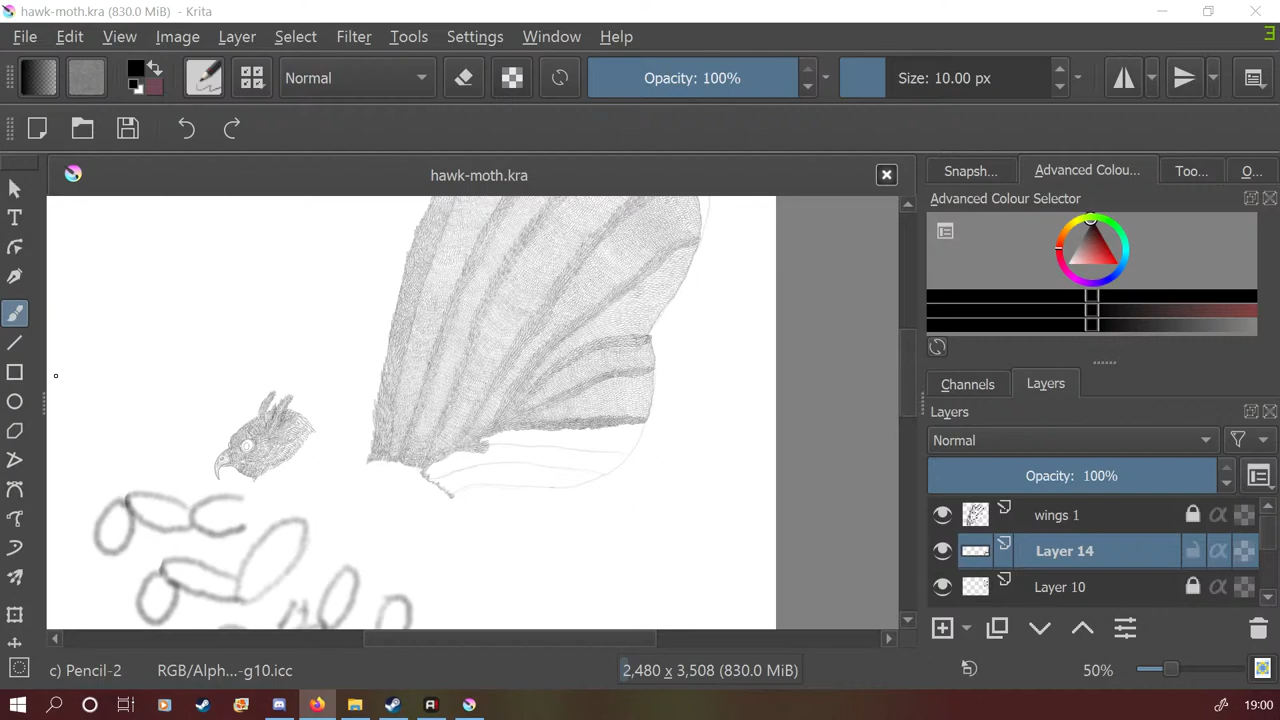 hawk-moth.kra (830.0 MiB) - Krita
File Edit View Image Layer Select Filter Tools Settings Window Help
3
Normal
Opacity: 100%
Size: 10.00 px
hawk-moth.kra
Snapsh... Advanced Colou... Too... O...
Advanced Colour Selector
Channels Layers
Layers
Normal
Opacity: 100%
wings 1
Layer 14
Layer 10
c) Pencil-2 RGB/Alph...-g10.icc 2,480 x 3,508 (830.0 MiB) 50%
19:00